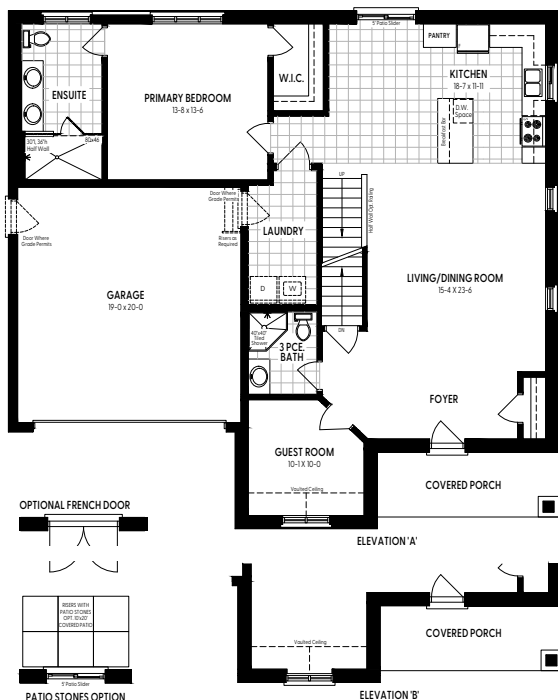 5' Patio Slider
PANTRY
KITCHEN
18-7 x 11-11
W.I.C.
ENSUITE
PRIMARY BEDROOM
13-8 x 13-6
D.W.
Space
Breakfast Bar
60x48
Half Wall
UP
Half Wall Opt. Railing
Door Where
Grade Permits
Risers as
Required
Door Where
Grade Permits
LAUNDRY
D
W
GARAGE
19-0 x 20-0
LIVING/DINING ROOM
15-4 X 23-6
DN
40"x40"
Tiled
Shower
3 PCE.
BATH
FOYER
GUEST ROOM
10-1 X 10-0
Vaulted Ceiling
COVERED PORCH
ELEVATION 'A'
OPTIONAL FRENCH DOOR
RISERS WITH
PATIO STONES
OPT. 10'x20'
COVERED PATIO
5' Patio Slider
PATIO STONES OPTION
Vaulted Ceiling
COVERED PORCH
ELEVATION 'B'